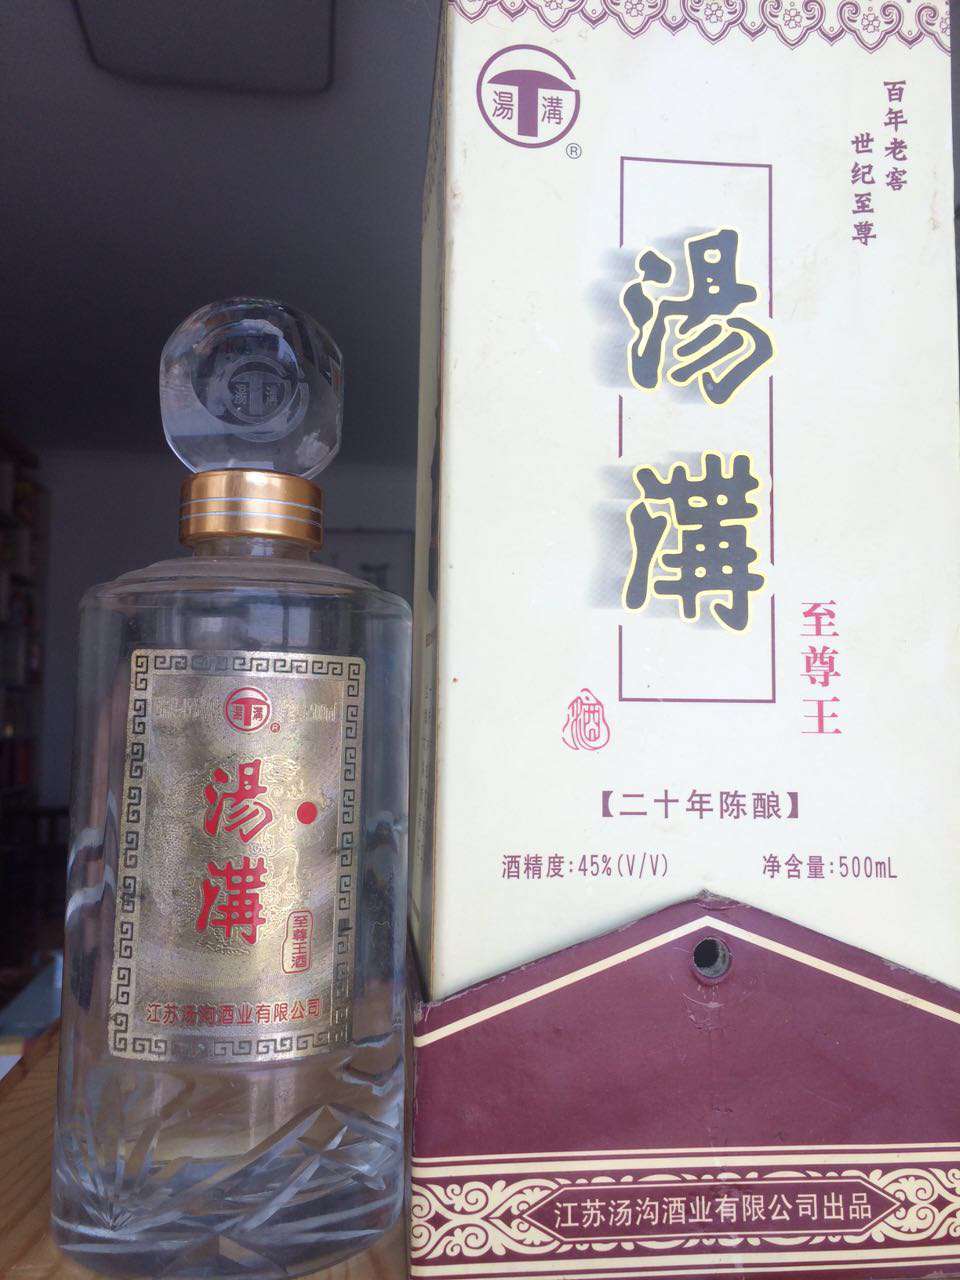 湯溝
®
百年老窖
世纪至尊
湯溝
至尊王
酒
【二十年陈酿】
酒精度:45%(V/V)
净含量:500mL
江苏汤沟酒业有限公司出品
湯溝
湯溝
®
湯溝
至尊王酒
江苏汤沟酒业有限公司